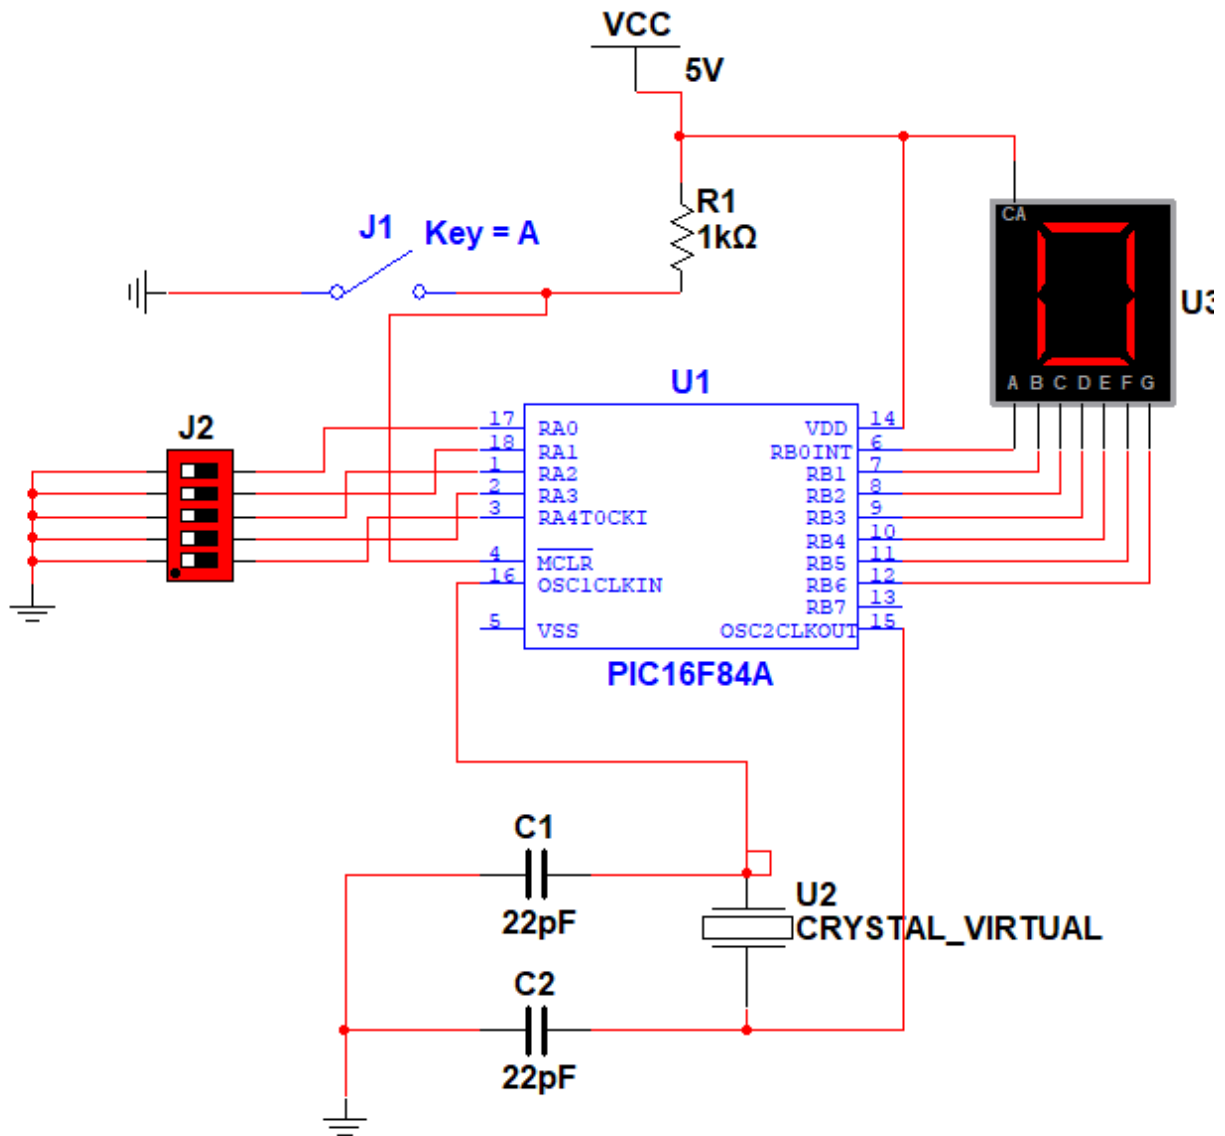 VCC
5V
R1
1kΩ
J1
Key = A
CA
U3
A B C D E F G
U1
J2
17 RA0
18 RA1
1 RA2
2 RA3
3 RA4T0CKI
4 MCLR
16 OSC1CLKIN
5 VSS
VDD 14
RB0INT 6
RB1 7
RB2 8
RB3 9
RB4 10
RB5 11
RB6 12
RB7 13
OSC2CLKOUT 15
PIC16F84A
C1
22pF
U2
CRYSTAL_VIRTUAL
C2
22pF